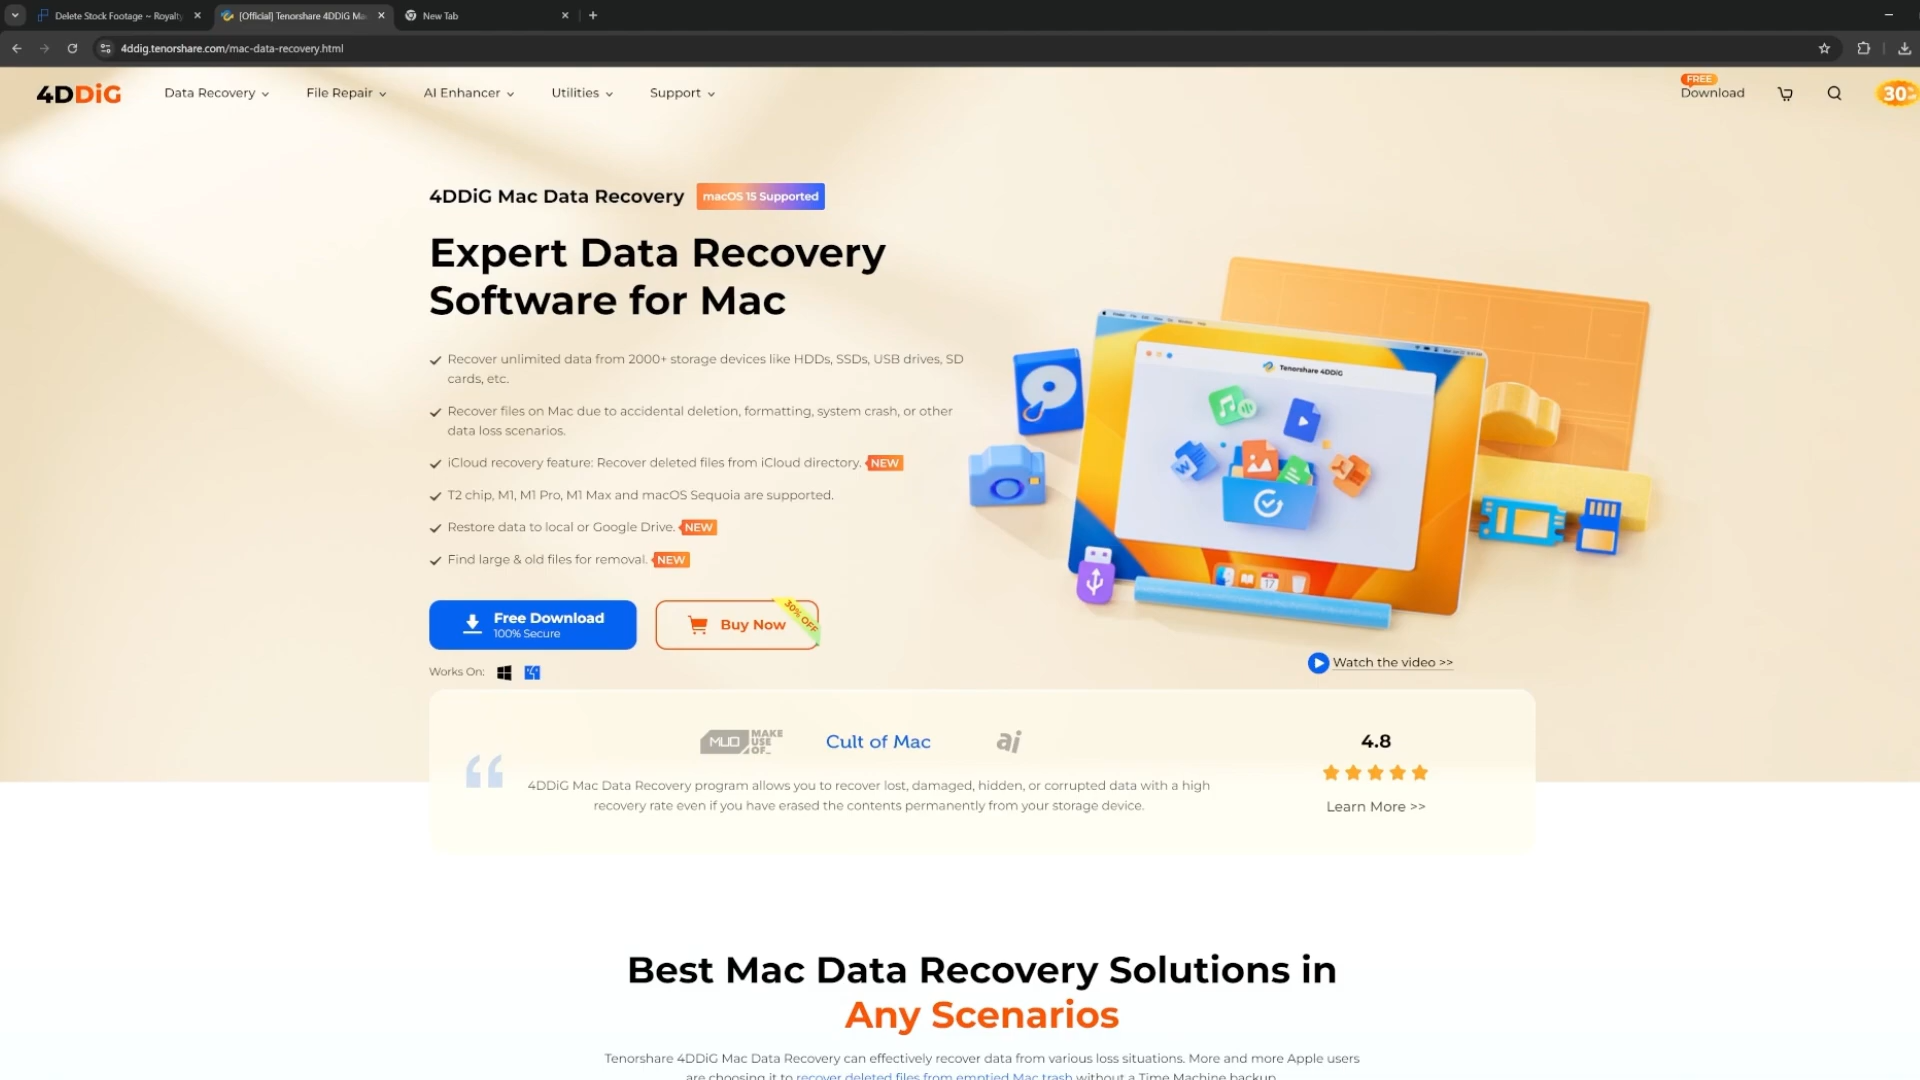 Delete Stock Footage ~ Royalty
[Official] Tenorshare 4DDiG Ma
New Tab
4ddig.tenorshare.com/mac-data-recovery.html
4DDiG
Data Recovery
File Repair
AI Enhancer
Utilities
Support
FREE
Download
30
4DDiG Mac Data Recovery
macOS 15 Supported
Expert Data Recovery
Software for Mac
Recover unlimited data from 2000+ storage devices like HDDs, SSDs, USB drives, SD
cards, etc.
Recover files on Mac due to accidental deletion, formatting, system crash, or other
data loss scenarios.
iCloud recovery feature: Recover deleted files from iCloud directory. NEW
T2 chip, M1, M1 Pro, M1 Max and macOS Sequoia are supported.
Restore data to local or Google Drive. NEW
Find large & old files for removal. NEW
Tenorshare 4DDiG
W
17
Free Download
100% Secure
Buy Now
30% OFF
Works On:
Watch the video >>
MUO MAKE
USE
OF_
Cult of Mac
ai
4DDiG Mac Data Recovery program allows you to recover lost, damaged, hidden, or corrupted data with a high
recovery rate even if you have erased the contents permanently from your storage device.
4.8
Learn More >>
Best Mac Data Recovery Solutions in
Any Scenarios
Tenorshare 4DDiG Mac Data Recovery can effectively recover data from various loss situations. More and more Apple users
are choosing it to recover deleted files from emptied Mac trash without a Time Machine backup.